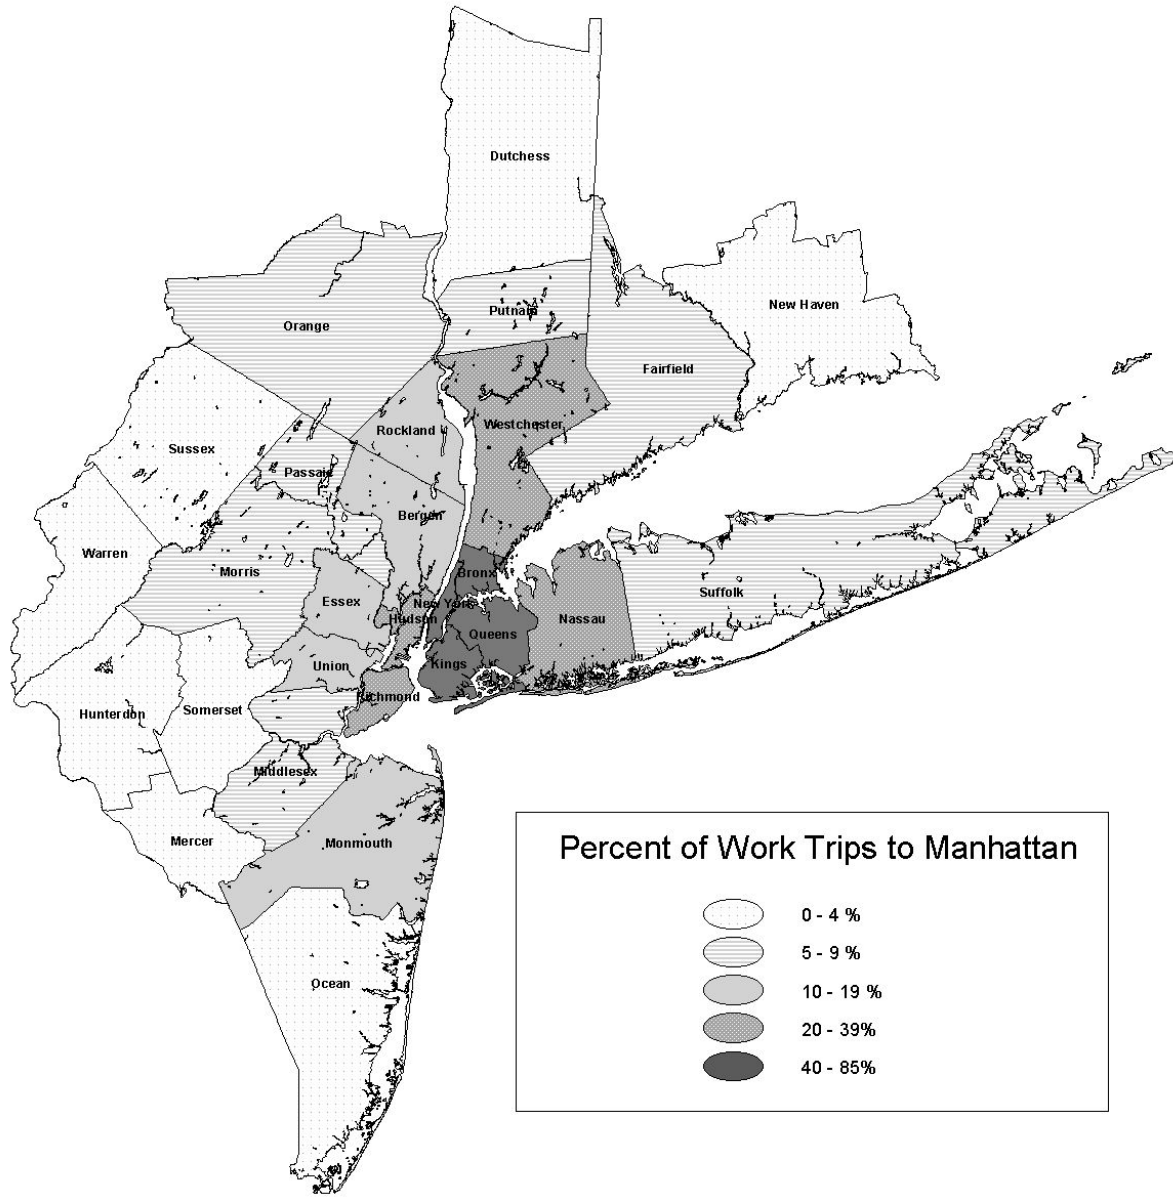 Dutchess
New Haven
Putnam
Orange
Fairfield
Westchester
Rockland
Sussex
Passaic
Bergen
Warren
Morris
Bronx
Suffolk
Essex
New York
Hudson
Nassau
Queens
Union
Kings
Richmond
Hunterdon
Somerset
Middlesex
Mercer
Monmouth
Ocean
Percent of Work Trips to Manhattan
0 - 4 %
5 - 9 %
10 - 19 %
20 - 39%
40 - 85%